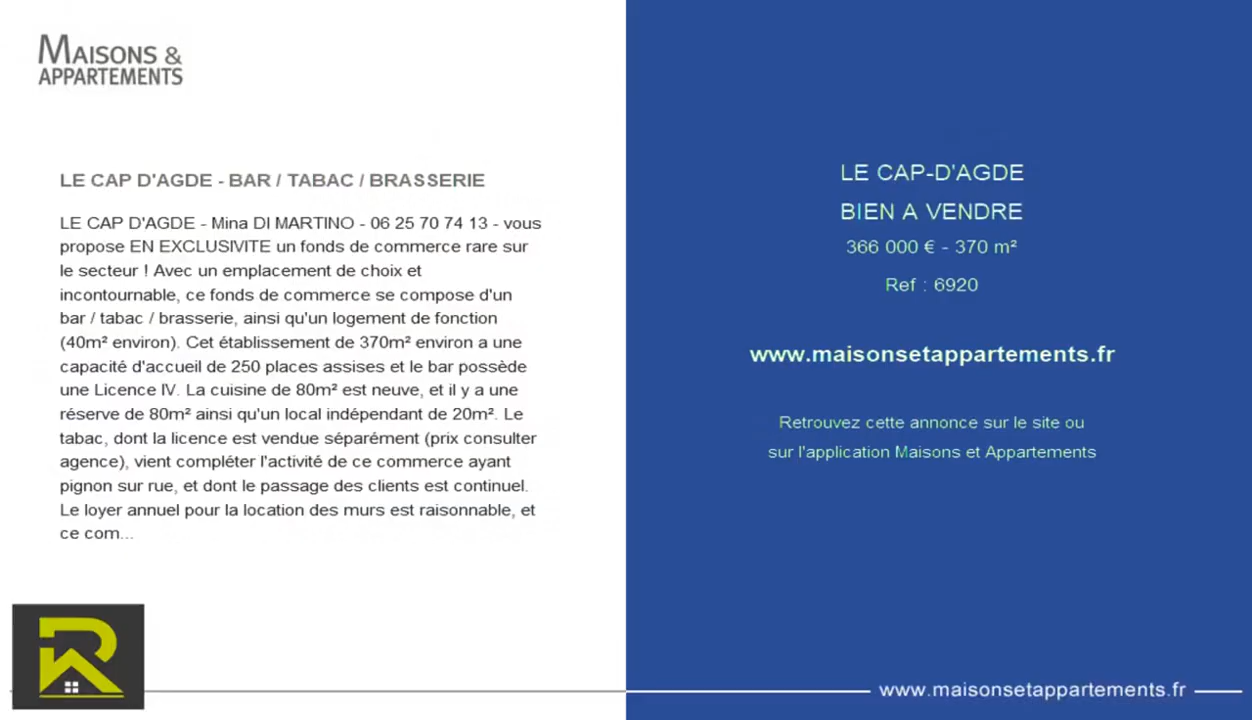 MAISONS &
APPARTEMENTS
LE CAP D'AGDE - BAR / TABAC / BRASSERIE
LE CAP D'AGDE - Mina DI MARTINO - 06 25 70 74 13 - vous
propose EN EXCLUSIVITE un fonds de commerce rare sur
le secteur ! Avec un emplacement de choix et
incontournable, ce fonds de commerce se compose d'un
bar / tabac / brasserie, ainsi qu'un logement de fonction
(40m² environ). Cet établissement de 370m² environ a une
capacité d'accueil de 250 places assises et le bar possède
une Licence IV. La cuisine de 80m² est neuve, et il y a une
réserve de 80m² ainsi qu'un local indépendant de 20m². Le
tabac, dont la licence est vendue séparément (prix consulter
agence), vient compléter l'activité de ce commerce ayant
pignon sur rue, et dont le passage des clients est continuel.
Le loyer annuel pour la location des murs est raisonnable, et
ce com...
LE CAP-D'AGDE
BIEN A VENDRE
366 000 € - 370 m²
Ref : 6920
www.maisonsetappartements.fr
Retrouvez cette annonce sur le site ou
sur l'application Maisons et Appartements
www.maisonsetappartements.fr